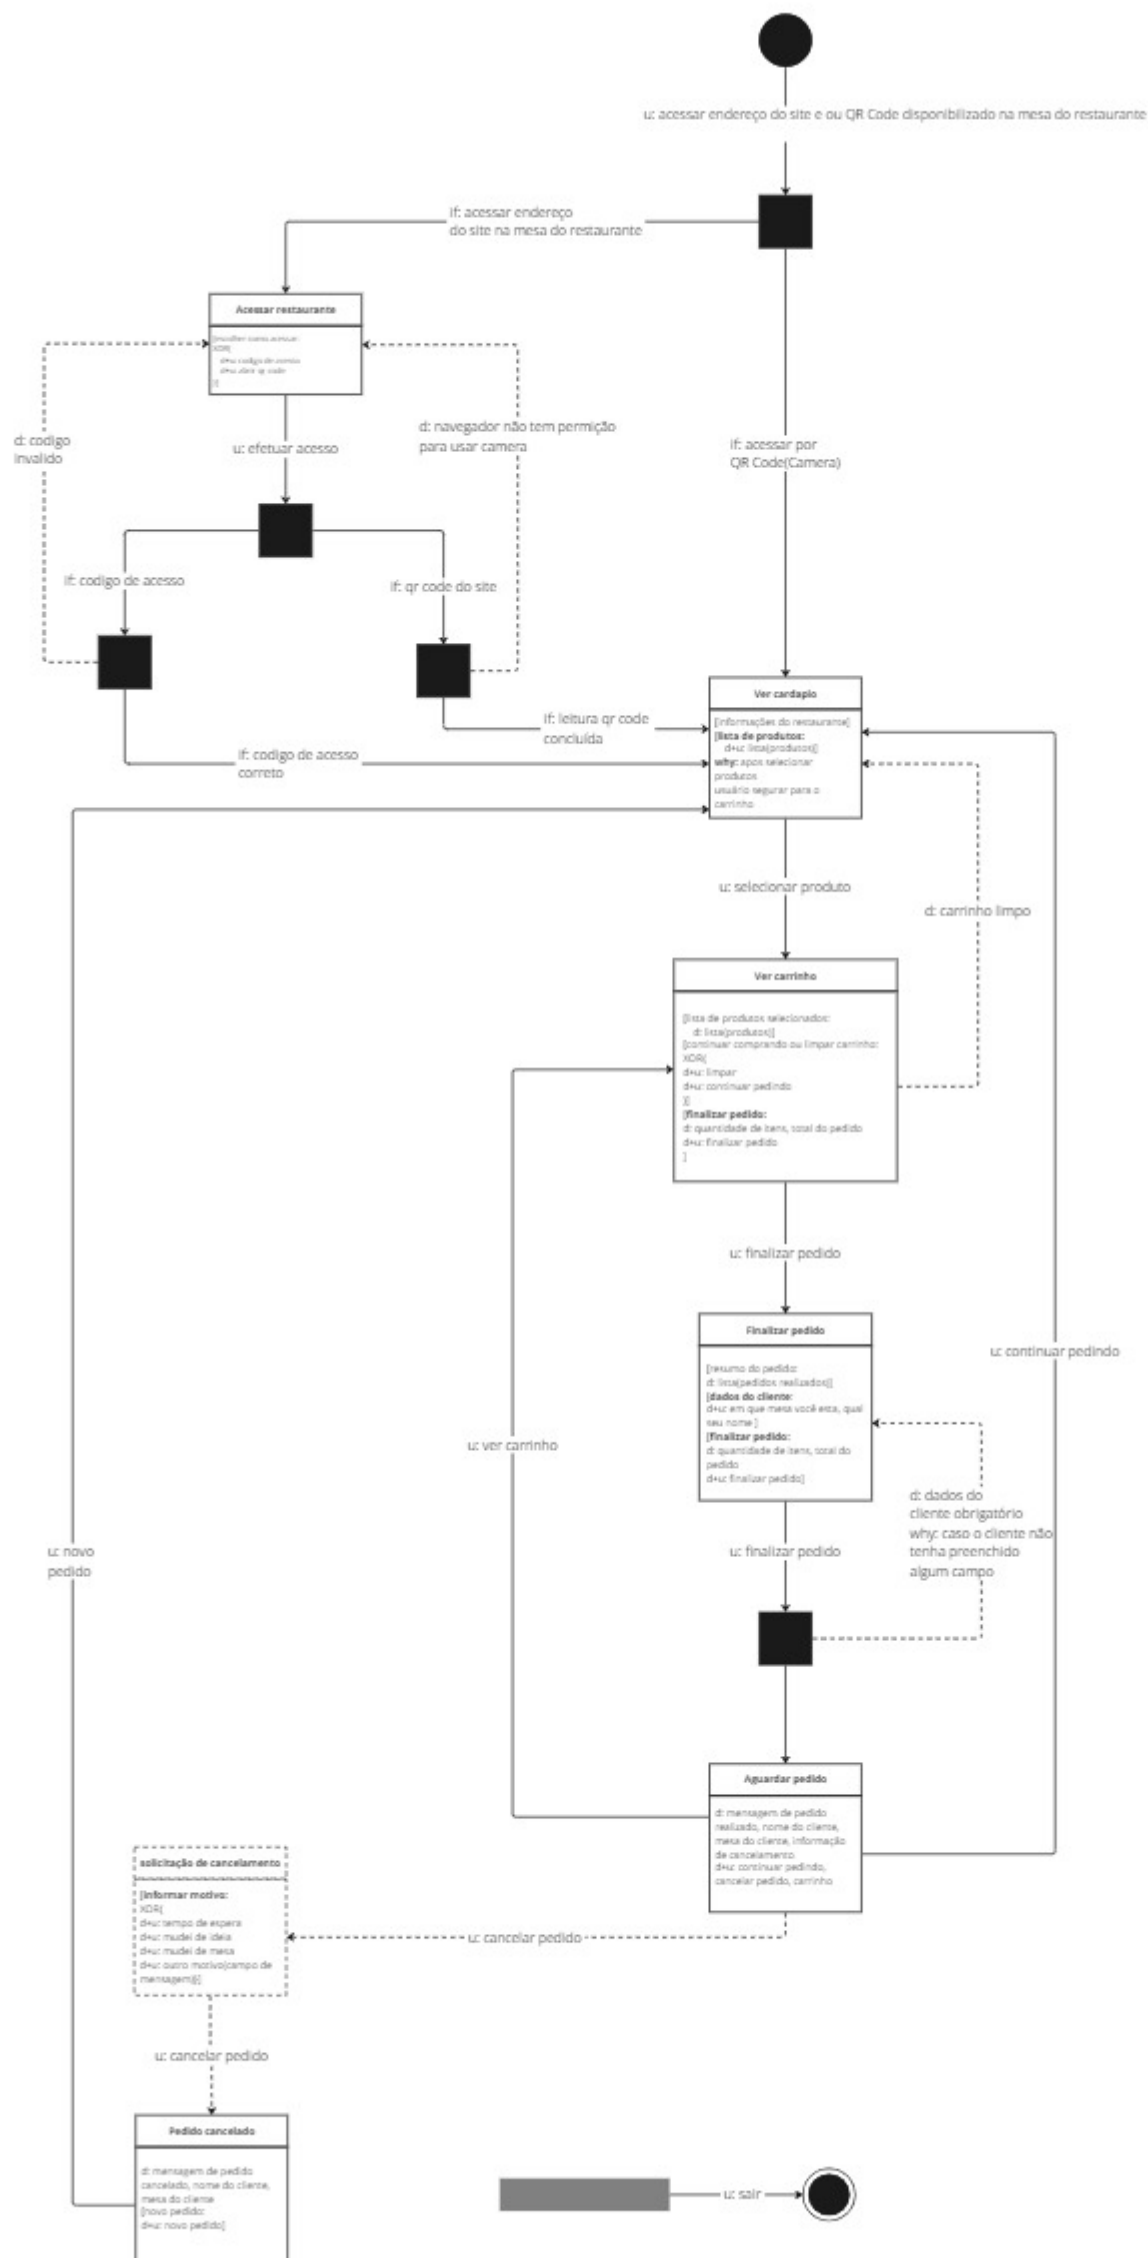 u: acessar endereço do site e ou QR Code disponibilizado na mesa do restaurante
if: acessar endereço
do site na mesa do restaurante
Acessar restaurante
[escolher como acessar:
XOR(
d+u: codigo de acesso
d+u: abrir qr code
)]
d: codigo
invalido
u: efetuar acesso
d: navegador não tem permição
para usar camera
if: acessar por
QR Code(Camera)
if: codigo de acesso
if: qr code do site
if: leitura qr code
concluída
if: codigo de acesso
correto
Ver cardapio
[informações do restaurante]
[lista de produtos:
d+u: lista(produtos)]
why: apos selecionar
produtos
usuário segurar para o
carrinho
u: selecionar produto
d: carrinho limpo
Ver carrinho
[lista de produtos selecionados:
d: lista(produtos)]
[continuar comprando ou limpar carrinho:
XOR(
d+u: limpar
d+u: continuar pedindo
)]
[finalizar pedido:
d: quantidade de itens, total do pedido
d+u: finalizar pedido
]
u: finalizar pedido
Finalizar pedido
[resumo do pedido:
d: lista(pedidos realizados)]
[dados do cliente:
d+u: em que mesa você esta, qual
seu nome ]
[finalizar pedido:
d: quantidade de itens, total do
pedido
d+u: finalizar pedido]
u: continuar pedindo
u: ver carrinho
d: dados do
cliente obrigatório
why: caso o cliente não
tenha preenchido
algum campo
u: finalizar pedido
u: novo
pedido
Aguardar pedido
d: mensagem de pedido
realizado, nome do cliente,
mesa do cliente, informação
de cancelamento
d+u: continuar pedindo,
cancelar pedido, carrinho
solicitação de cancelamento
[informar motivo:
XOR(
d+u: tempo de espera
d+u: mudei de ideia
d+u: mudei de mesa
d+u: outro motivo(campo de
mensagem))]
u: cancelar pedido
u: cancelar pedido
Pedido cancelado
d: mensagem de pedido
cancelado, nome do cliente,
mesa do cliente
[novo pedido:
d+u: novo pedido]
u: sair